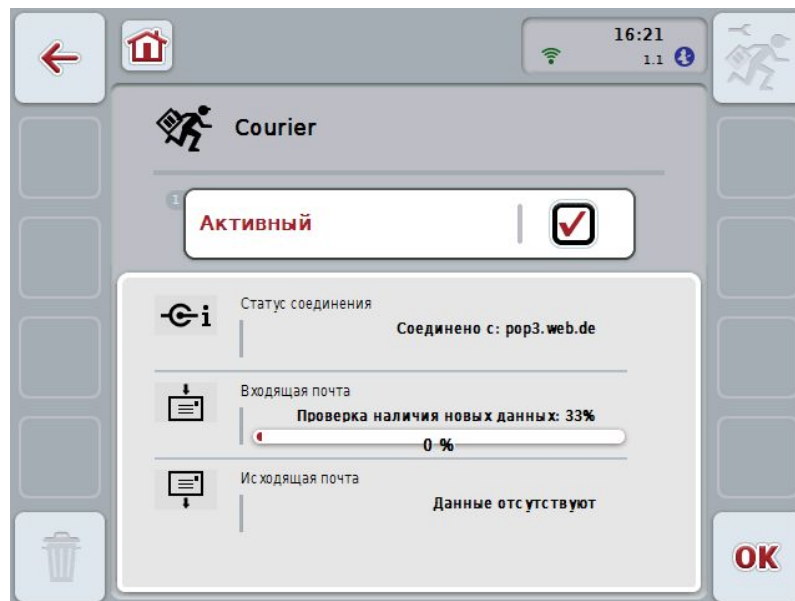 16:21
1.1
Courier
1
Активный
i
Статус соединения
Соединено с: pop3.web.de
Входящая почта
Проверка наличия новых данных: 33%
0 %
Исходящая почта
Данные отсутствуют
OK